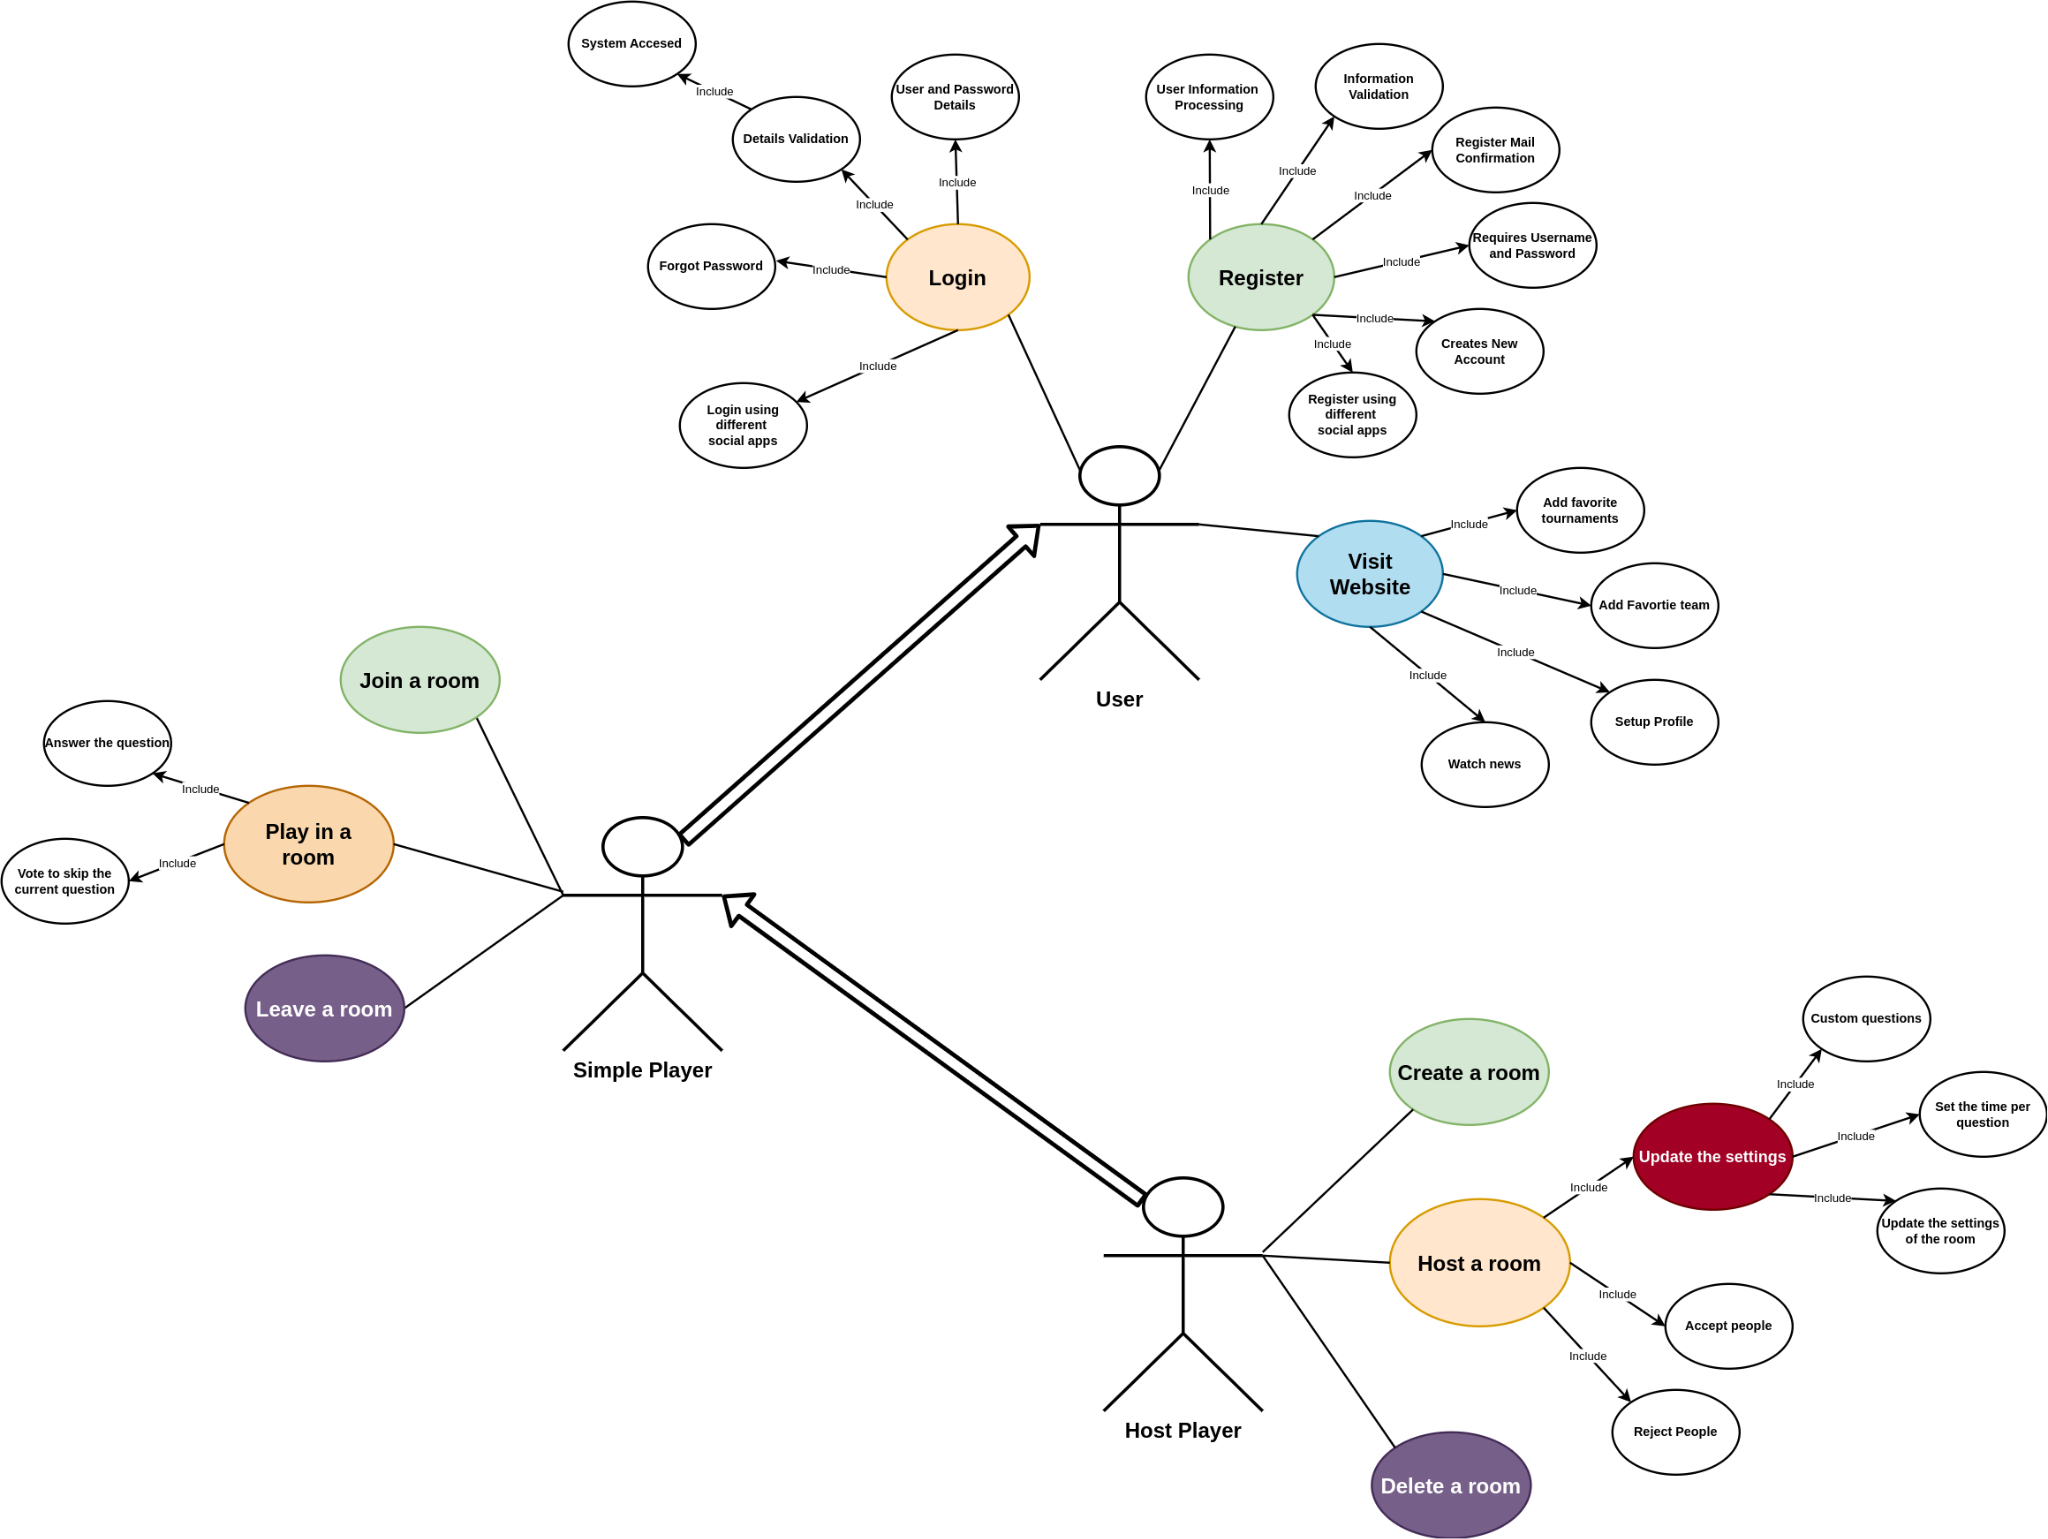 System Accesed
Include
Details Validation
User and Password
Details
Include
Include
Forgot Password
Include
Login
Include
Login using
different
social apps
User Information
Processing
Information
Validation
Register Mail
Confirmation
Include
Include
Include
Requires Username
and Password
Include
Register
Include
Creates New
Account
Include
Register using
different
social apps
Add favorite
tournaments
Include
Visit
Website
Include
Add Favortie team
Include
Setup Profile
Include
Watch news
User
Join a room
Answer the question
Include
Play in a
room
Include
Vote to skip the
current question
Leave a room
Simple Player
Create a room
Custom questions
Include
Set the time per
question
Include
Update the settings
Include
Include
Update the settings
of the room
Host a room
Include
Accept people
Include
Reject People
Host Player
Delete a room